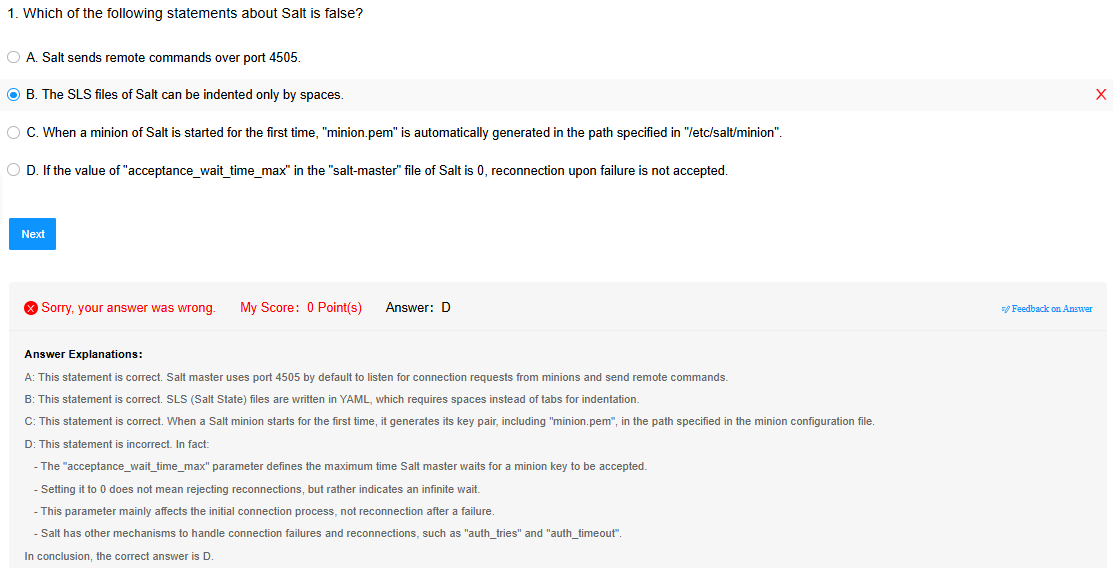 1. Which of the following statements about Salt is false?
A. Salt sends remote commands over port 4505.
B. The SLS files of Salt can be indented only by spaces.
X
C. When a minion of Salt is started for the first time, "minion.pem" is automatically generated in the path specified in "/etc/salt/minion".
D. If the value of "acceptance_wait_time_max" in the "salt-master" file of Salt is 0, reconnection upon failure is not accepted.
Next
Sorry, your answer was wrong. My Score: 0 Point(s) Answer: D
Feedback on Answer
Answer Explanations:
A: This statement is correct. Salt master uses port 4505 by default to listen for connection requests from minions and send remote commands.
B: This statement is correct. SLS (Salt State) files are written in YAML, which requires spaces instead of tabs for indentation.
C: This statement is correct. When a Salt minion starts for the first time, it generates its key pair, including "minion.pem", in the path specified in the minion configuration file.
D: This statement is incorrect. In fact:
- The "acceptance_wait_time_max" parameter defines the maximum time Salt master waits for a minion key to be accepted.
- Setting it to 0 does not mean rejecting reconnections, but rather indicates an infinite wait.
- This parameter mainly affects the initial connection process, not reconnection after a failure.
- Salt has other mechanisms to handle connection failures and reconnections, such as "auth_tries" and "auth_timeout".
In conclusion, the correct answer is D.